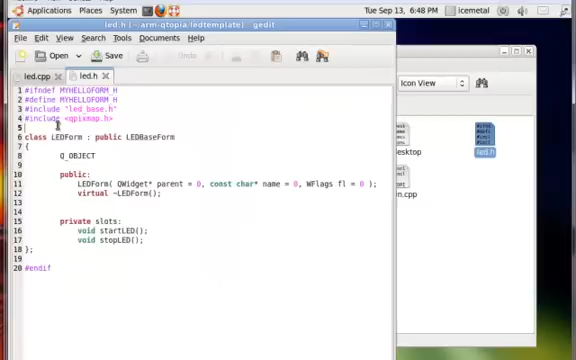 Applications Places System Tue Sep 13, 6:48 PM icemetal
led.h (~/arm-qtopia/ledtemplate) - gedit
File Edit View Search Tools Documents Help
Open Save Undo
Icon View
led.cpp led.h
1 #ifndef MYHELLOFORM_H
2 #define MYHELLOFORM_H
3 #include "led_base.h"
4 #include <qpixmap.h>
5
6 class LEDForm : public LEDBaseForm
7 {
8 Q_OBJECT
9
10 public:
11 LEDForm( QWidget* parent = 0, const char* name = 0, WFlags fl = 0 );
12 virtual ~LEDForm();
13
14
15 private slots:
16 void startLED();
17 void stopLED();
18 };
19
20 #endif
esktop
led.h
n.cpp